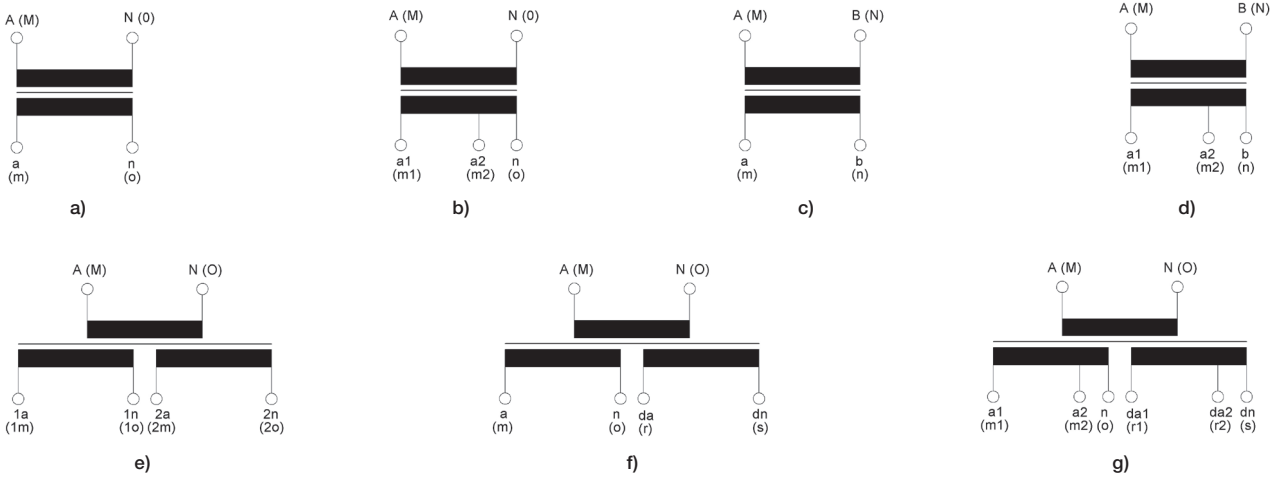 A (M) N (0)
a n
(m) (o)
a)
A (M) N (0)
a1 a2 n
(m1) (m2) (o)
b)
A (M) B (N)
a b
(m) (n)
c)
A (M) B (N)
a1 a2 b
(m1) (m2) (n)
d)
A (M) N (O)
1a 1n 2a 2n
(1m) (1o) (2m) (2o)
e)
A (M) N (O)
a n da dn
(m) (o) (r) (s)
f)
A (M) N (O)
a1 a2 n da1 da2 dn
(m1) (m2) (o) (r1) (r2) (s)
g)